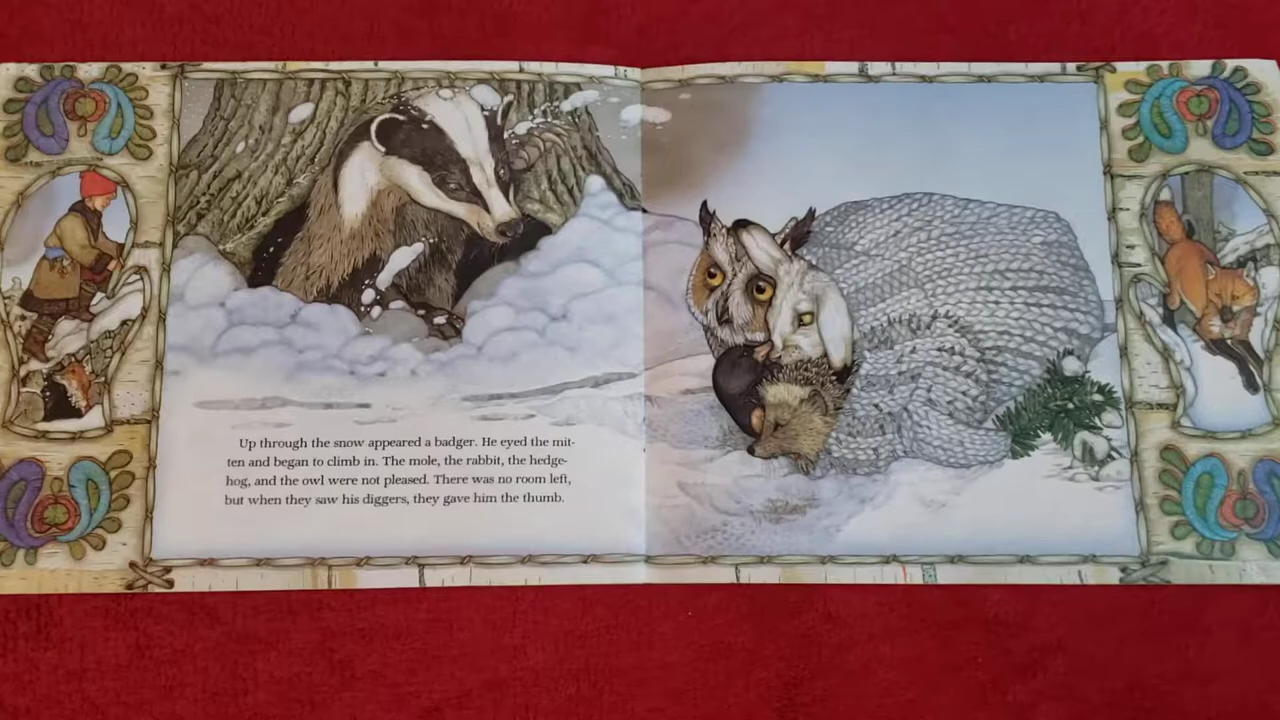 Up through the snow appeared a badger. He eyed the mit-
ten and began to climb in. The mole, the rabbit, the hedge-
hog, and the owl were not pleased. There was no room left,
but when they saw his diggers, they gave him the thumb.